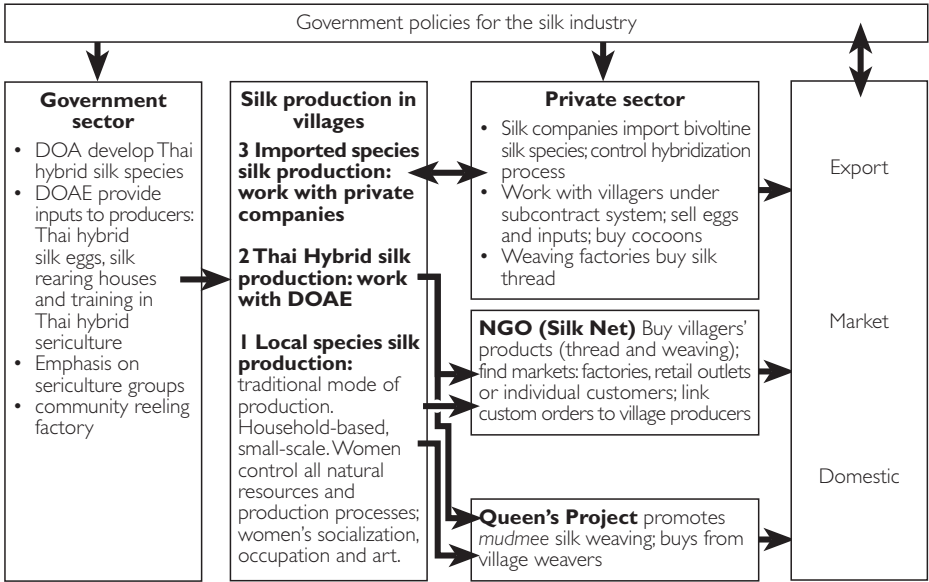 Government policies for the silk industry
Government
sector
• DOA develop Thai
hybrid silk species
• DOAE provide
inputs to producers:
Thai hybrid
silk eggs, silk
rearing houses
and training in
Thai hybrid
sericulture
• Emphasis on
sericulture groups
• community reeling
factory
Silk production in
villages
3 Imported species
silk production:
work with private
companies
2 Thai Hybrid silk
production: work
with DOAE
1 Local species silk
production:
traditional mode of
production.
Household-based,
small-scale. Women
control all natural
resources and
production processes;
women's socialization,
occupation and art.
Private sector
• Silk companies import bivoltine
silk species; control hybridization
process
• Work with villagers under
subcontract system; sell eggs
and inputs; buy cocoons
• Weaving factories buy silk
thread
NGO (Silk Net) Buy villagers'
products (thread and weaving);
find markets: factories, retail outlets
or individual customers; link
custom orders to village producers
Queen's Project promotes
mudmee silk weaving; buys from
village weavers
Export
Market
Domestic